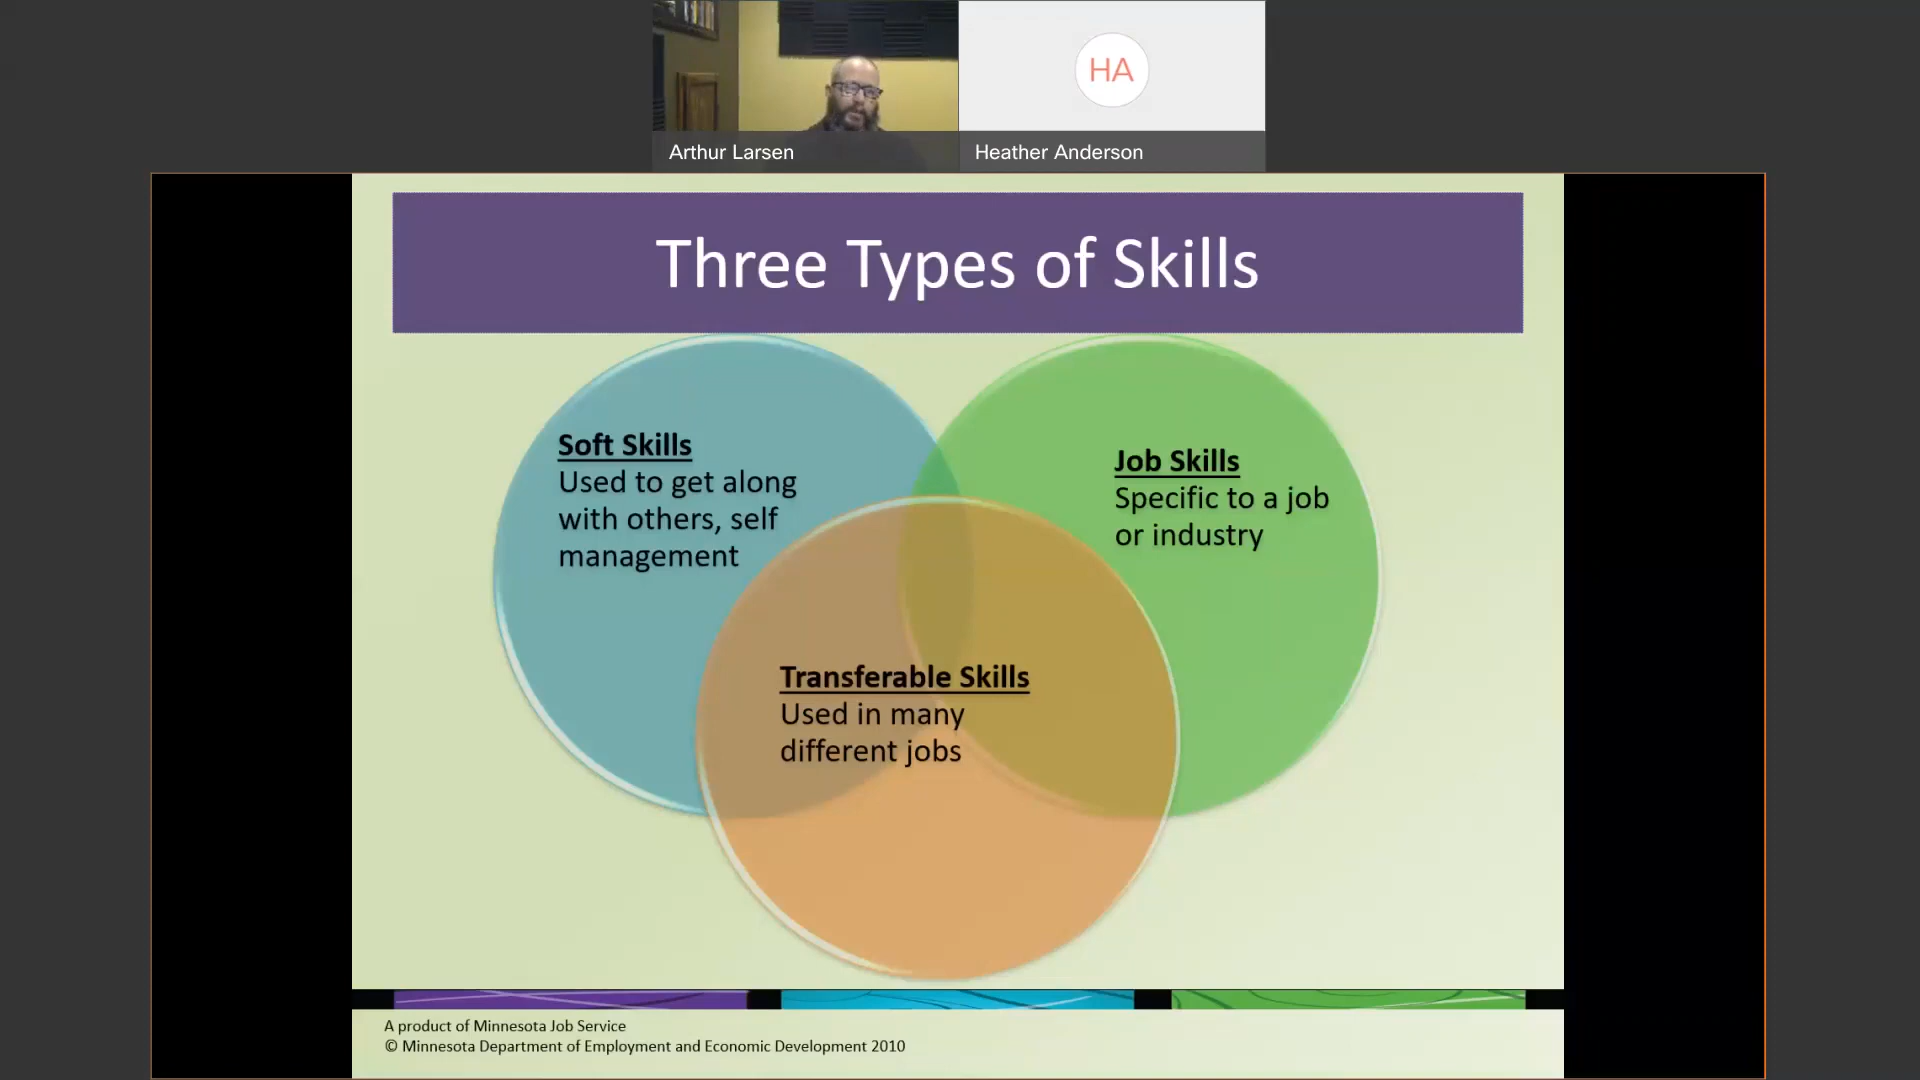 HA
Arthur Larsen
Heather Anderson
Three Types of Skills
Soft Skills
Used to get along
with others, self
management
Job Skills
Specific to a job
or industry
Transferable Skills
Used in many
different jobs
A product of Minnesota Job Service
© Minnesota Department of Employment and Economic Development 2010